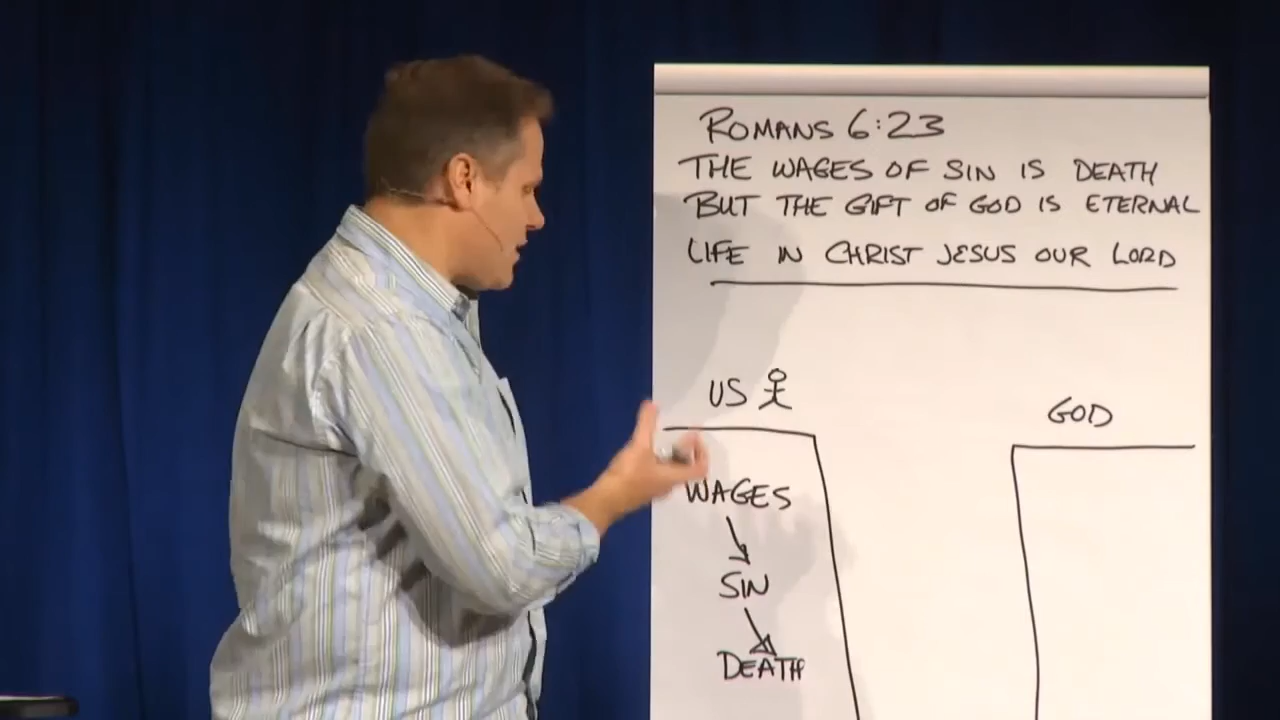 ROMANS 6:23
THE WAGES OF SIN IS DEATH
BUT THE GIFT OF GOD IS ETERNAL
LIFE IN CHRIST JESUS OUR LORD
US
GOD
WAGES
SIN
DEATH